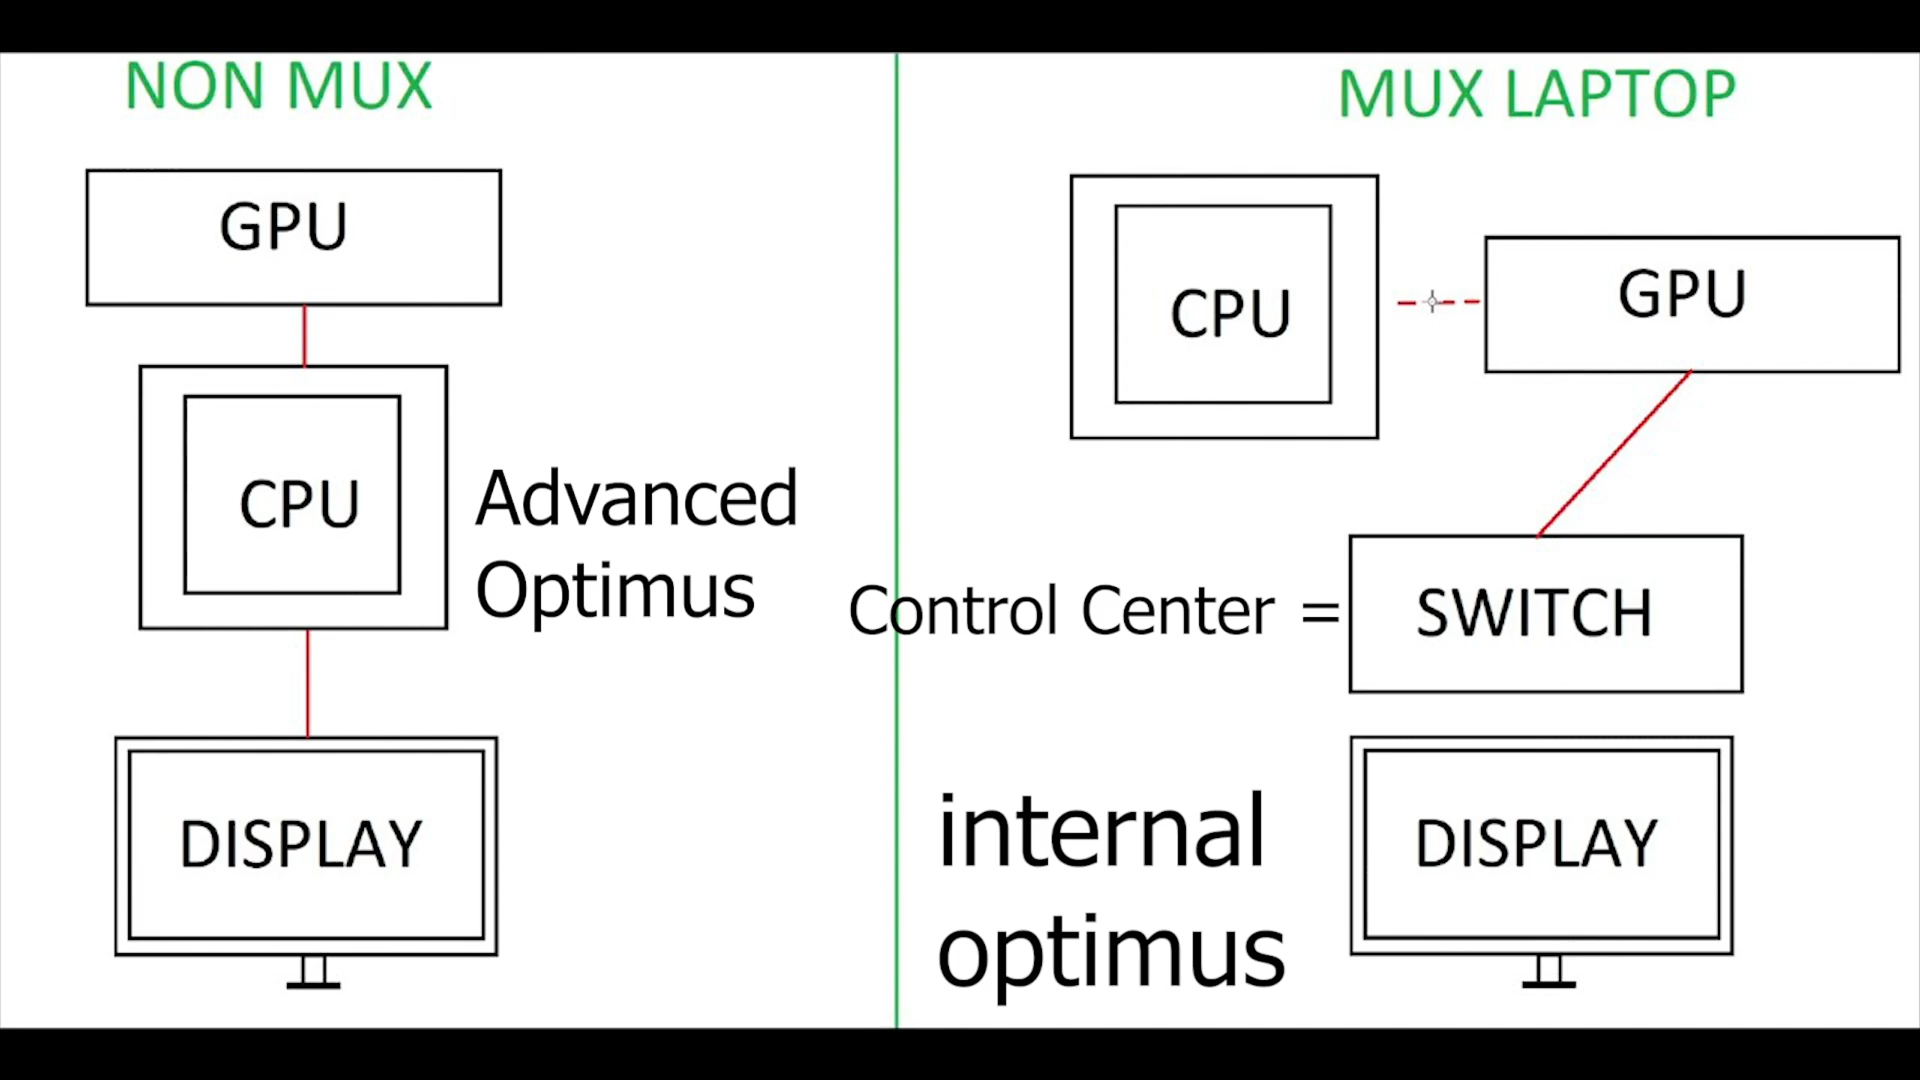 NON MUX
GPU
CPU
Advanced
Optimus
DISPLAY
MUX LAPTOP
CPU
GPU
Control Center =
SWITCH
internal
optimus
DISPLAY